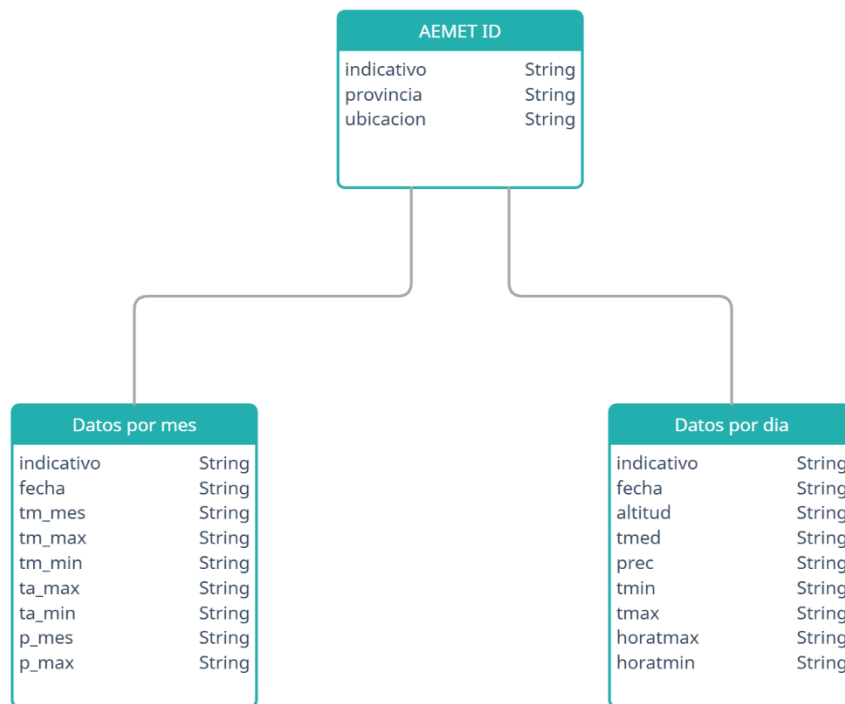 AEMET ID
indicativo String
provincia String
ubicacion String
Datos por mes
indicativo String
fecha String
tm_mes String
tm_max String
tm_min String
ta_max String
ta_min String
p_mes String
p_max String
Datos por dia
indicativo String
fecha String
altitud String
tmed String
prec String
tmin String
tmax String
horatmax String
horatmin String